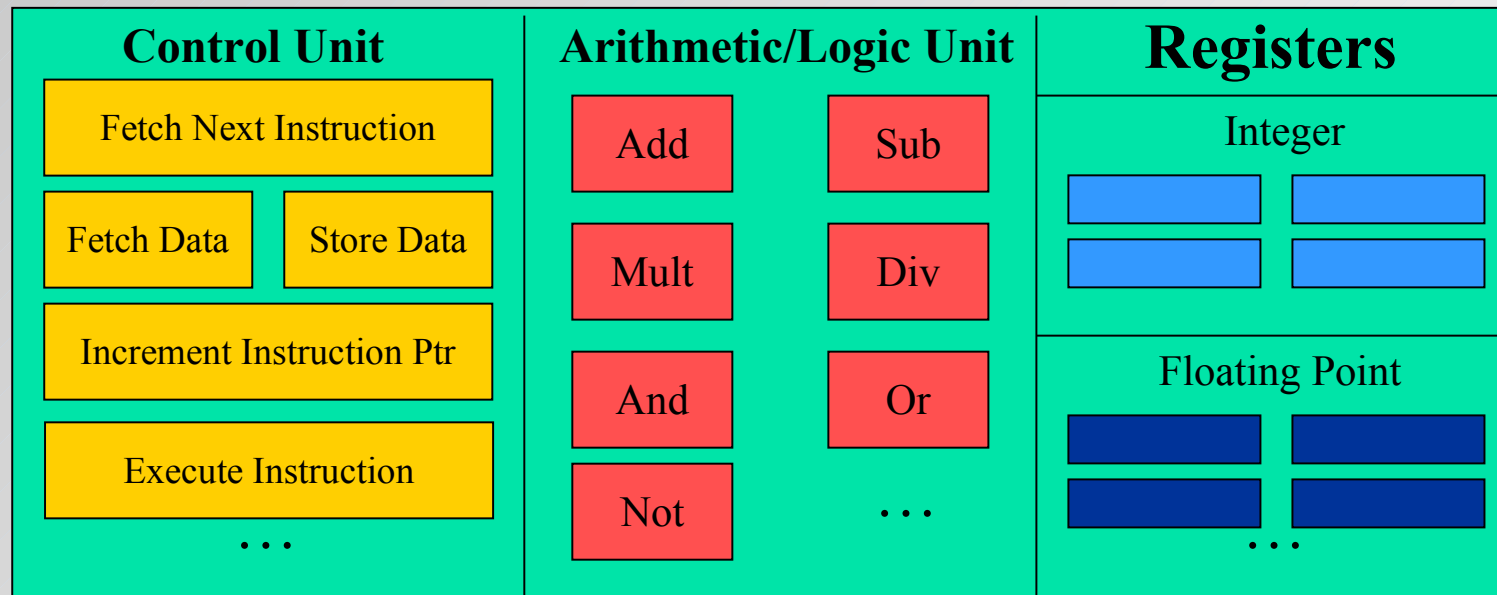 Control Unit
Fetch Next Instruction
Fetch Data
Store Data
Increment Instruction Ptr
Execute Instruction
...
Arithmetic/Logic Unit
Add
Sub
Mult
Div
And
Or
Not
...
Registers
Integer
Floating Point
...